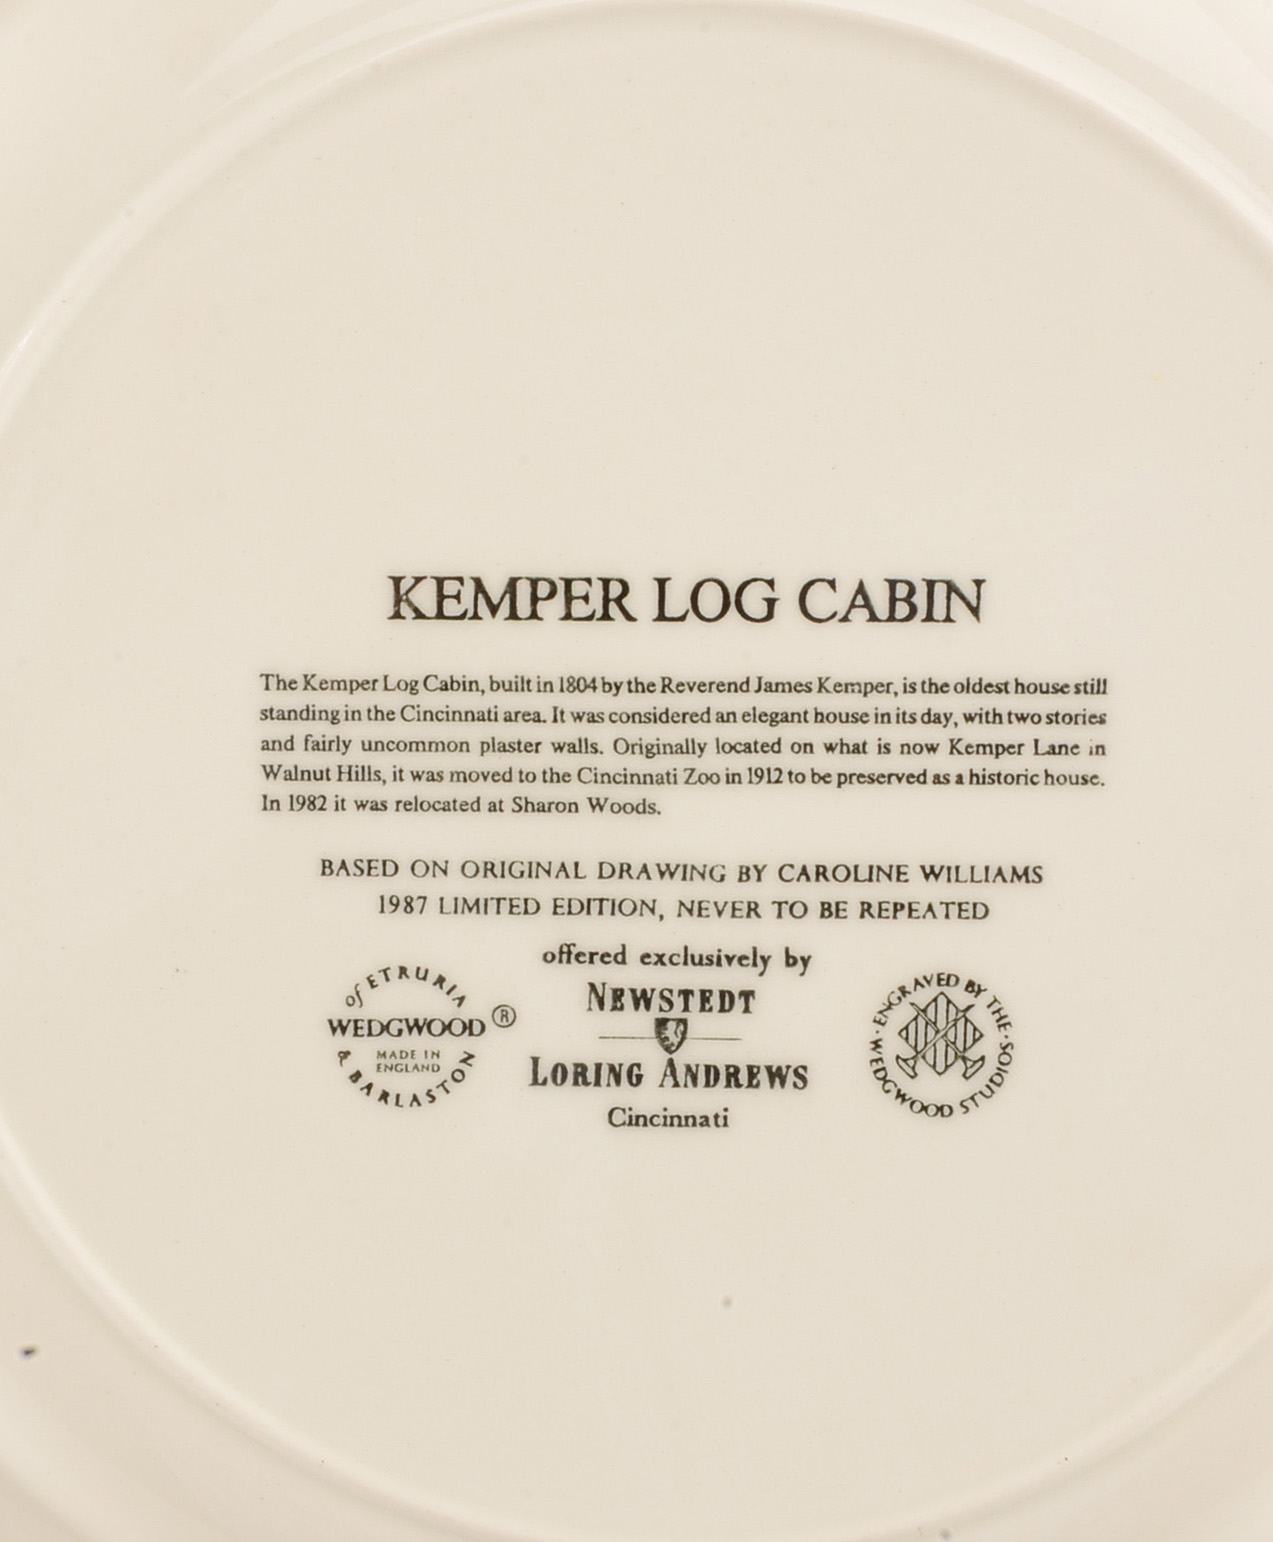 KEMPER LOG CABIN
The Kemper Log Cabin, built in 1804 by the Reverend James Kemper, is the oldest house still
standing in the Cincinnati area. It was considered an elegant house in its day, with two stories
and fairly uncommon plaster walls. Originally located on what is now Kemper Lane in
Walnut Hills, it was moved to the Cincinnati Zoo in 1912 to be preserved as a historic house.
In 1982 it was relocated at Sharon Woods.
BASED ON ORIGINAL DRAWING BY CAROLINE WILLIAMS
1987 LIMITED EDITION, NEVER TO BE REPEATED
of ETRURIA
WEDGWOOD ®
MADE IN
ENGLAND
& BARLASTON
offered exclusively by
NEWSTEDT
LORING ANDREWS
Cincinnati
ENGRAVED BY THE · WEDGWOOD STUDIOS ·